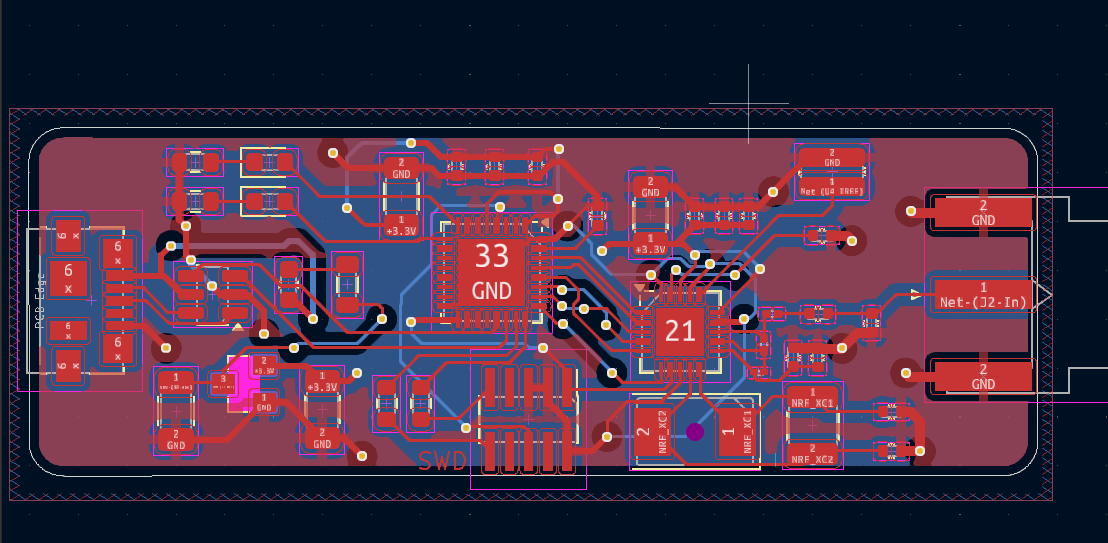 2
GND
1
+3.3V
2
GND
1
+3.3V
2
GND
1
Net-(U4-IREF)
2
GND
33
GND
1
Net-(J2-In)
21
2
GND
6 x
6
x
6
x
6
x
6 x
6
x
PCB Edge
1
2
GND
3
2
+3.3V
1
GND
1
+3.3V
2
GND
SWD
2
NRF_XC2
1
NRF_XC1
1
NRF_XC1
2
NRF_XC2